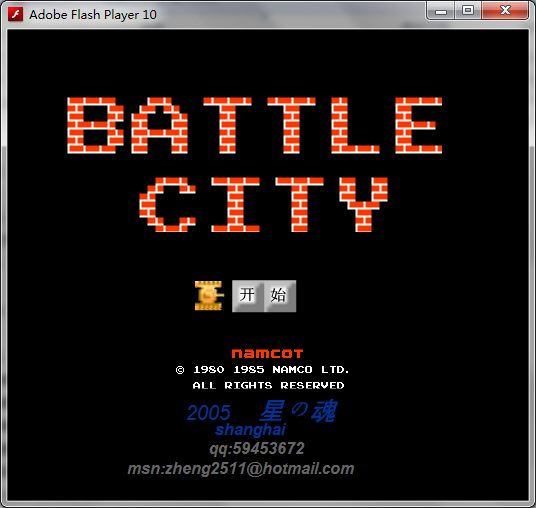 Adobe Flash Player 10
BATTLE
CITY
开始
namcot
© 1980 1985 NAMCO LTD.
ALL RIGHTS RESERVED
2005 星の魂
shanghai
qq:59453672
msn:zheng2511@hotmail.com